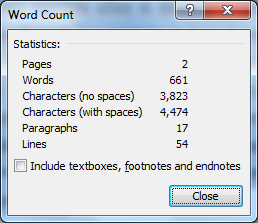 Word Count
?
Statistics:
Pages 2
Words 661
Characters (no spaces) 3,823
Characters (with spaces) 4,474
Paragraphs 17
Lines 54
Include textboxes, footnotes and endnotes
Close